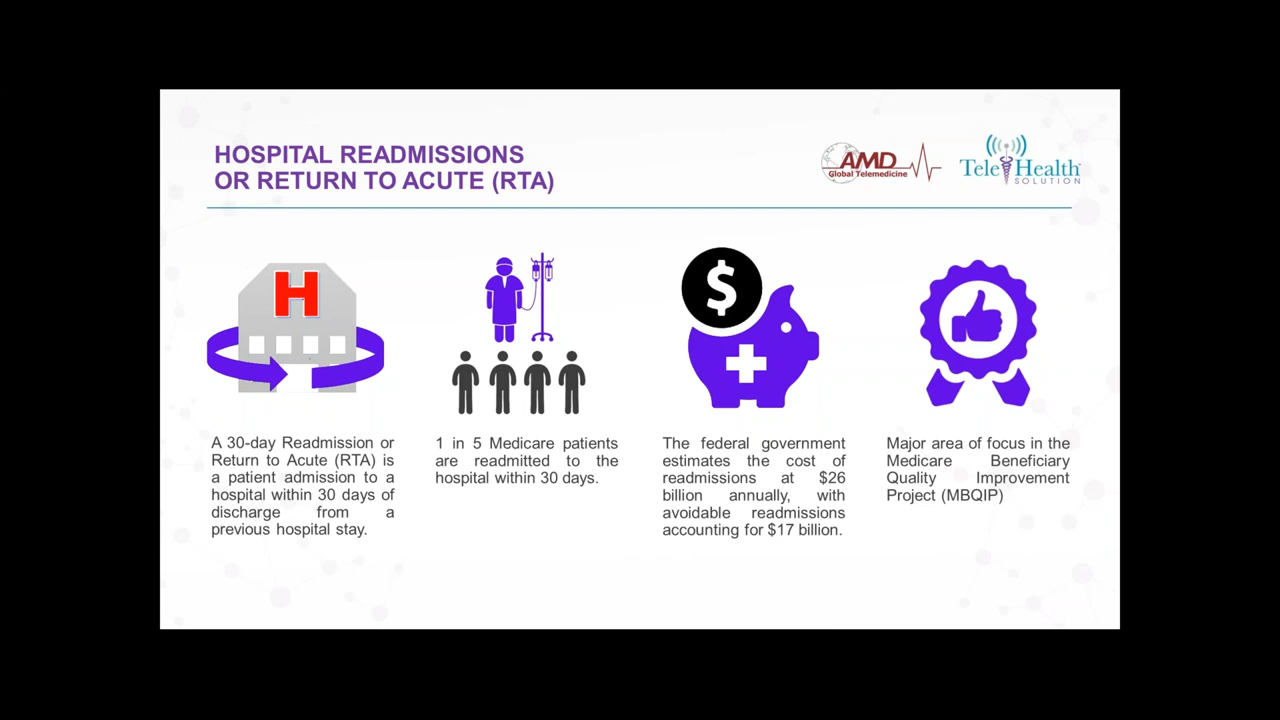 HOSPITAL READMISSIONS
OR RETURN TO ACUTE (RTA)
AMD
Global Telemedicine
TeleHealth
SOLUTION
H
$
A 30-day Readmission or
Return to Acute (RTA) is
a patient admission to a
hospital within 30 days of
discharge from a
previous hospital stay.
1 in 5 Medicare patients
are readmitted to the
hospital within 30 days.
The federal government
estimates the cost of
readmissions at $26
billion annually, with
avoidable readmissions
accounting for $17 billion.
Major area of focus in the
Medicare Beneficiary
Quality Improvement
Project (MBQIP)